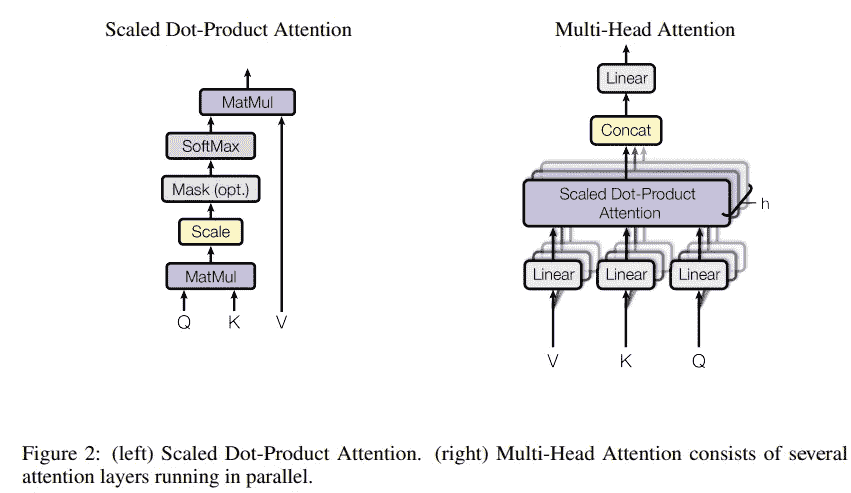 Scaled Dot-Product Attention
MatMul
SoftMax
Mask (opt.)
Scale
MatMul
Q K V
Multi-Head Attention
Linear
Concat
Scaled Dot-Product
Attention
h
Linear Linear Linear
V K Q
Figure 2: (left) Scaled Dot-Product Attention. (right) Multi-Head Attention consists of several
attention layers running in parallel.